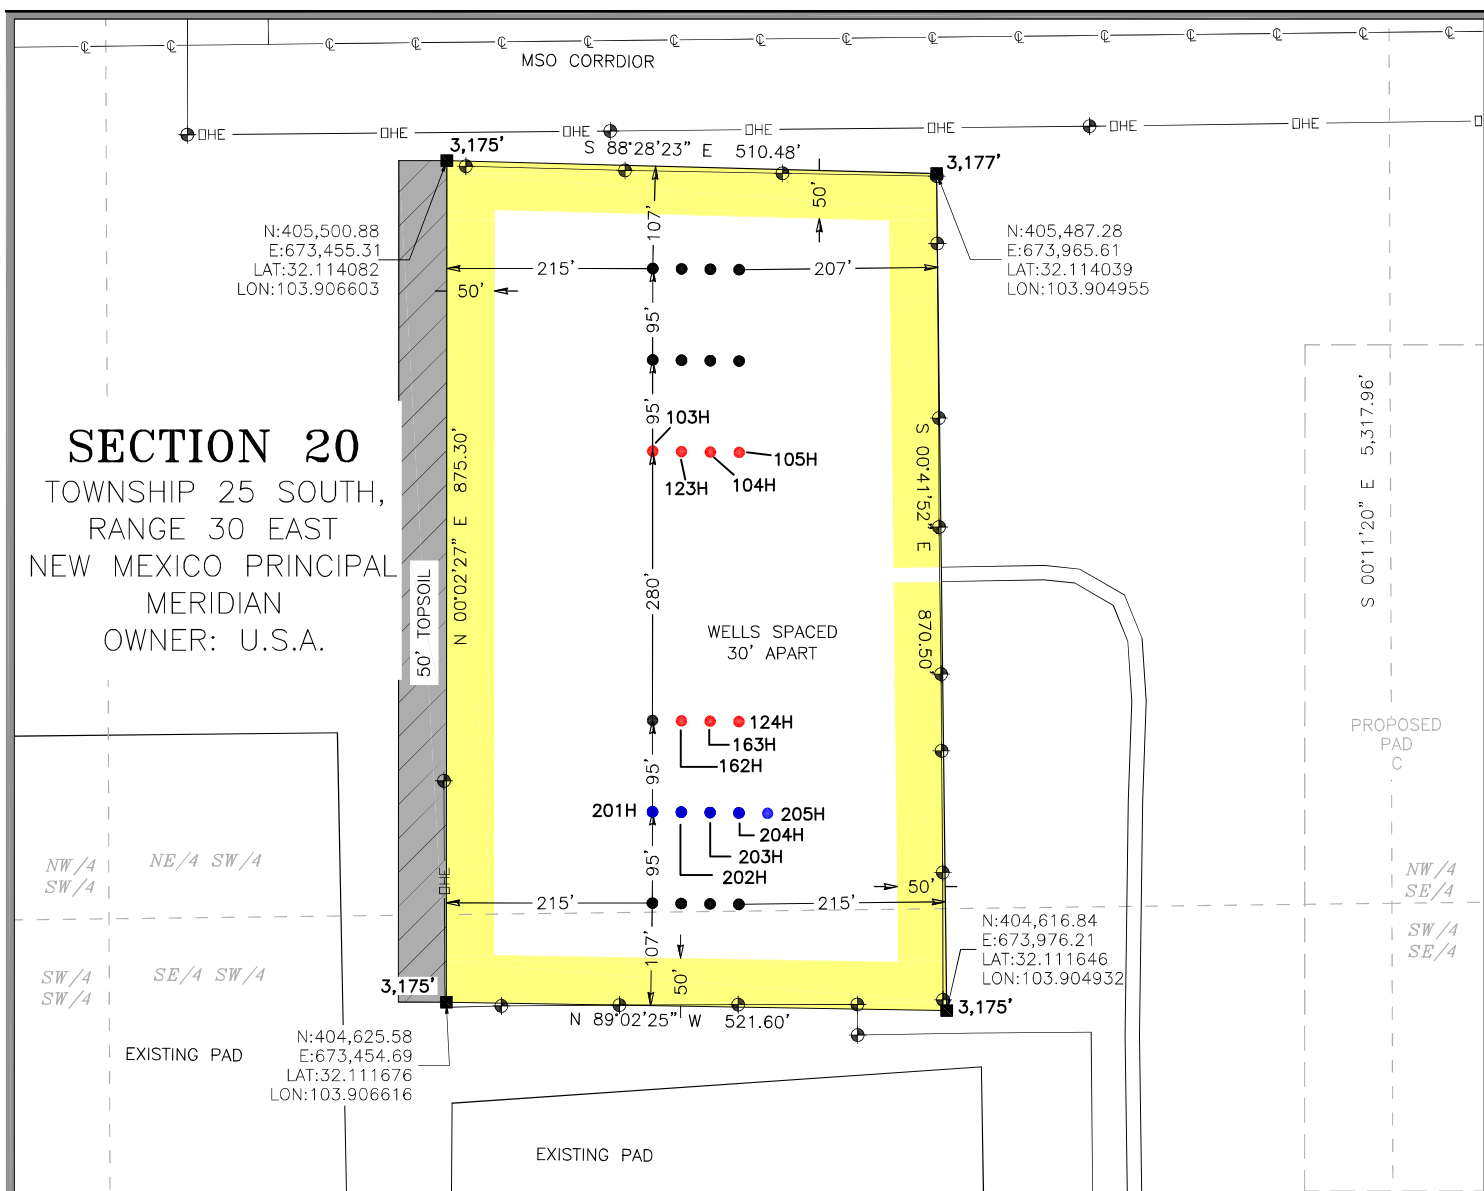 ℄ ℄ ℄ ℄ ℄ ℄ ℄ ℄ ℄ ℄ ℄ ℄ ℄ ℄ ℄ ℄ ℄
MSO CORRDIOR
OHE OHE OHE OHE OHE OHE OHE
3,175'
S 88°28'23" E 510.48'
3,177'
50'
107'
N:405,500.88
E:673,455.31
LAT:32.114082
LON:103.906603
N:405,487.28
E:673,965.61
LAT:32.114039
LON:103.904955
215'
207'
50'
95'
95'
103H
105H
104H
123H
SECTION 20
TOWNSHIP 25 SOUTH,
RANGE 30 EAST
NEW MEXICO PRINCIPAL
MERIDIAN
OWNER: U.S.A.
N 00°02'27" E 875.30'
S 00°41'52" E 870.50'
S 00°11'20" E 5,317.96'
50' TOPSOIL
280'
WELLS SPACED
30' APART
124H
163H
162H
PROPOSED
PAD
C
95'
201H
205H
204H
203H
202H
95'
NW/4
SW/4
NE/4 SW/4
OHE
50'
NW/4
SE/4
215'
215'
N:404,616.84
E:673,976.21
LAT:32.111646
LON:103.904932
SW/4
SE/4
107'
50'
SW/4
SW/4
SE/4 SW/4
3,175'
3,175'
N 89°02'25" W 521.60'
N:404,625.58
E:673,454.69
LAT:32.111676
LON:103.906616
EXISTING PAD
EXISTING PAD